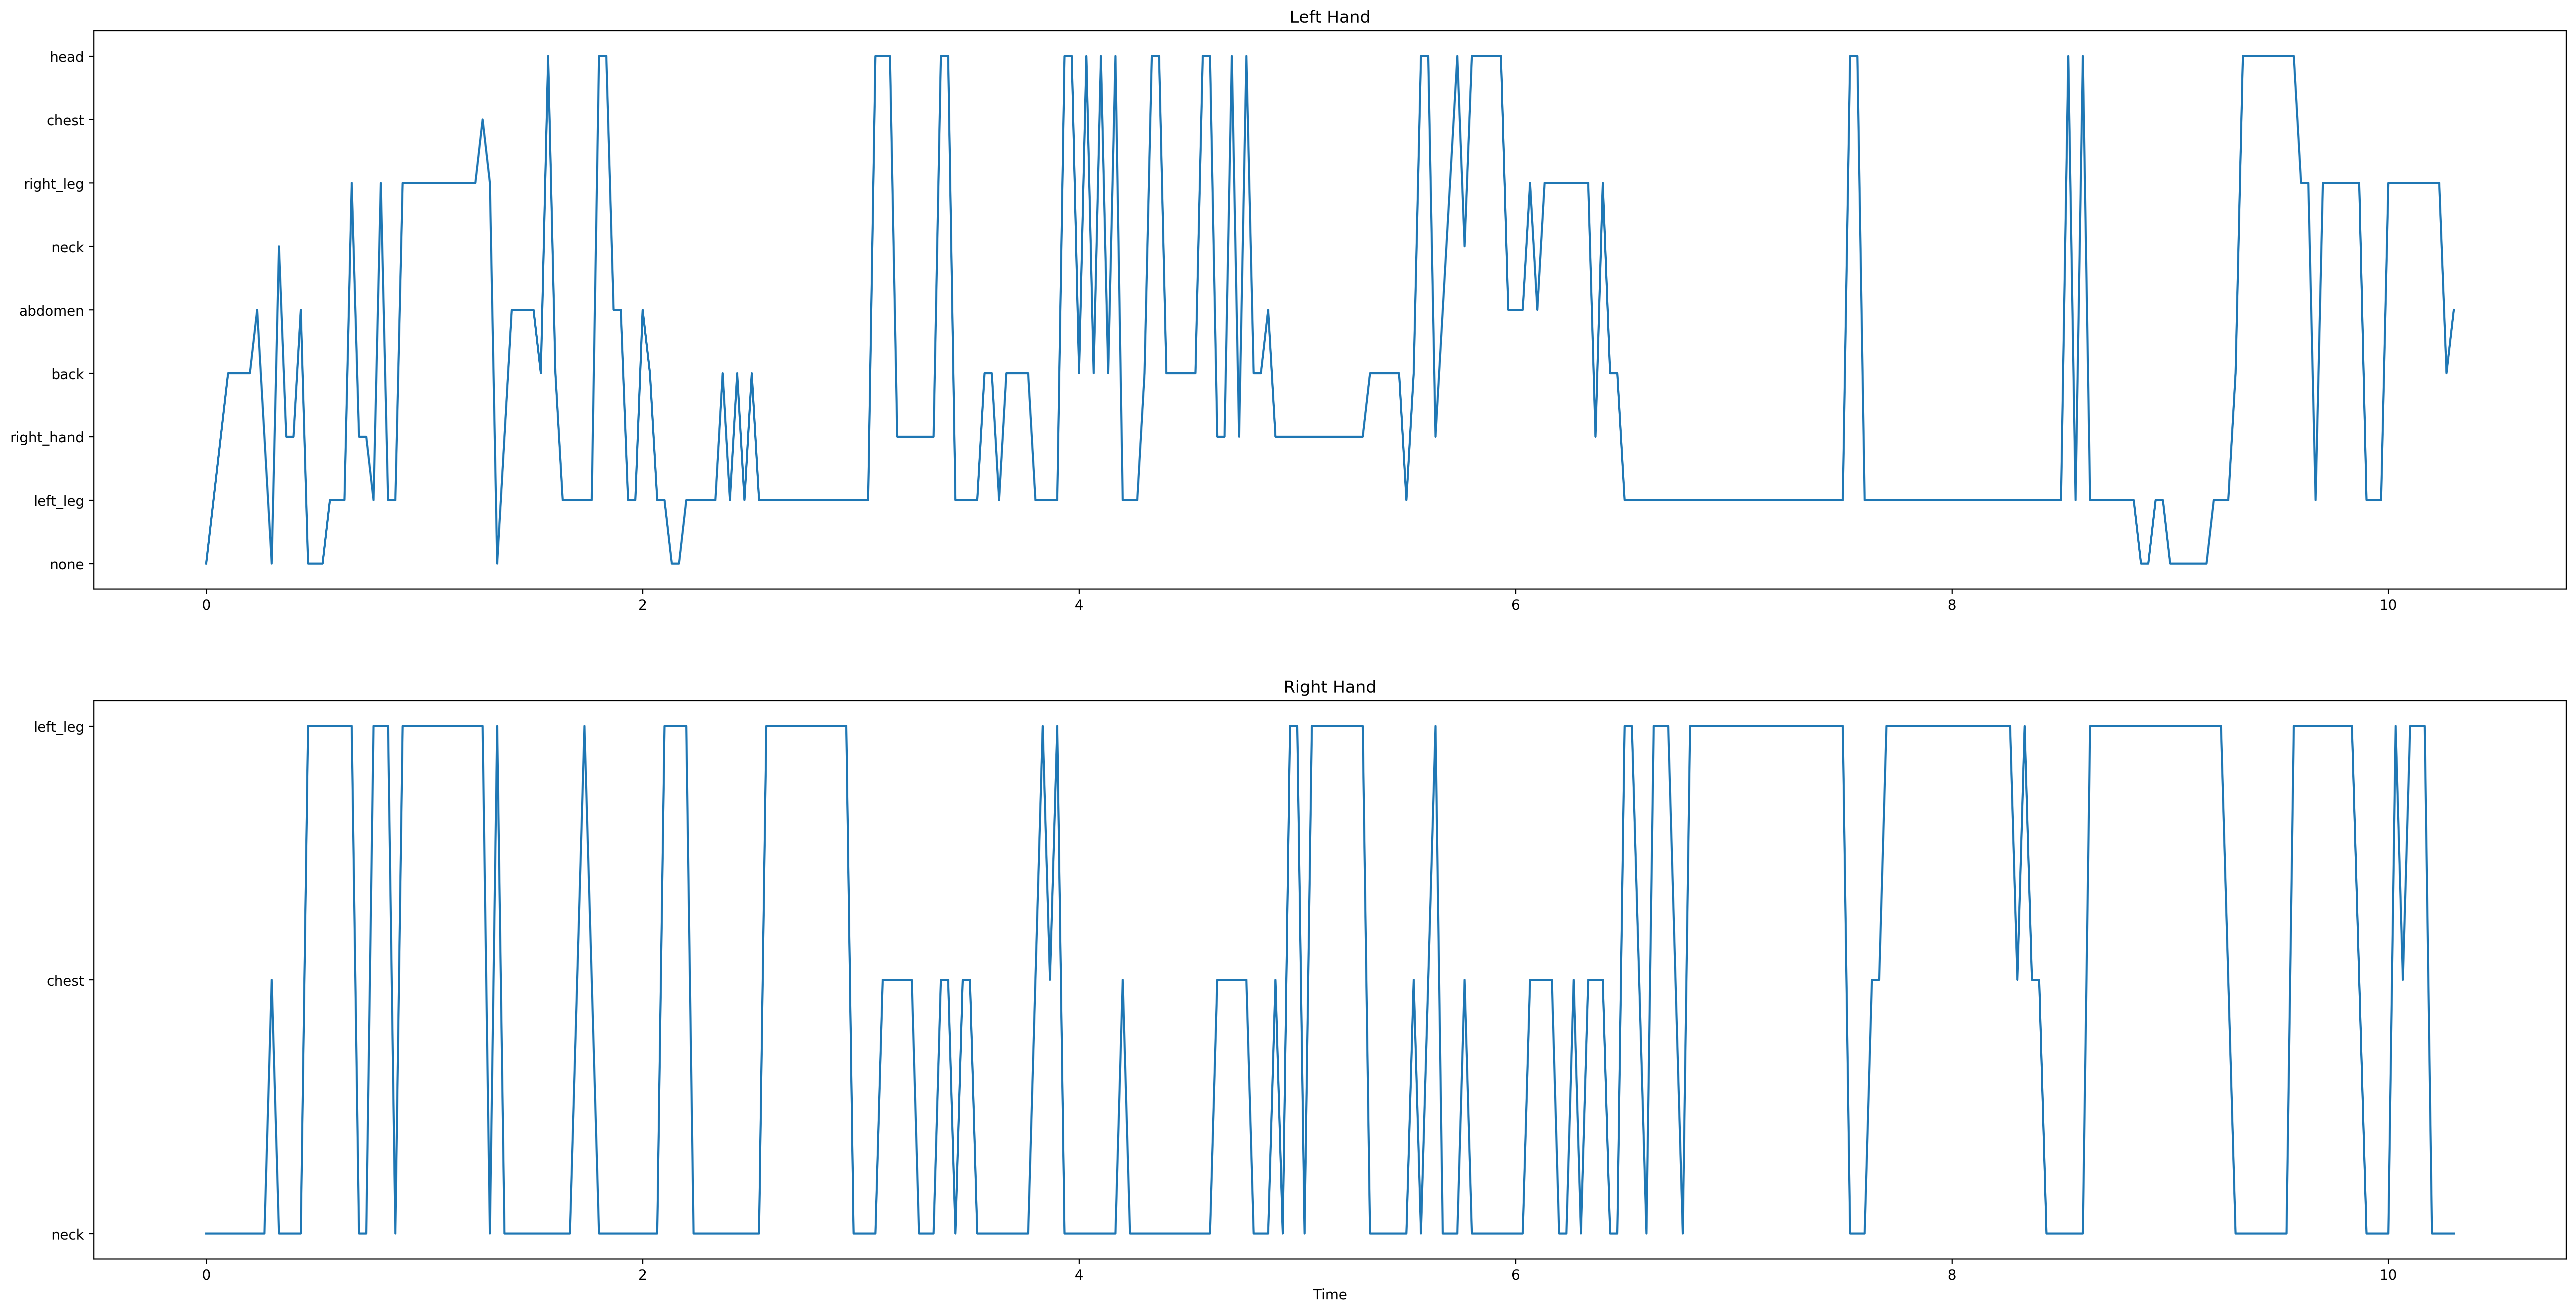 Left Hand
head
chest
right_leg
neck
abdomen
back
right_hand
left_leg
none
0 2 4 6 8 10
Right Hand
left_leg
chest
neck
0 2 4 6 8 10
Time